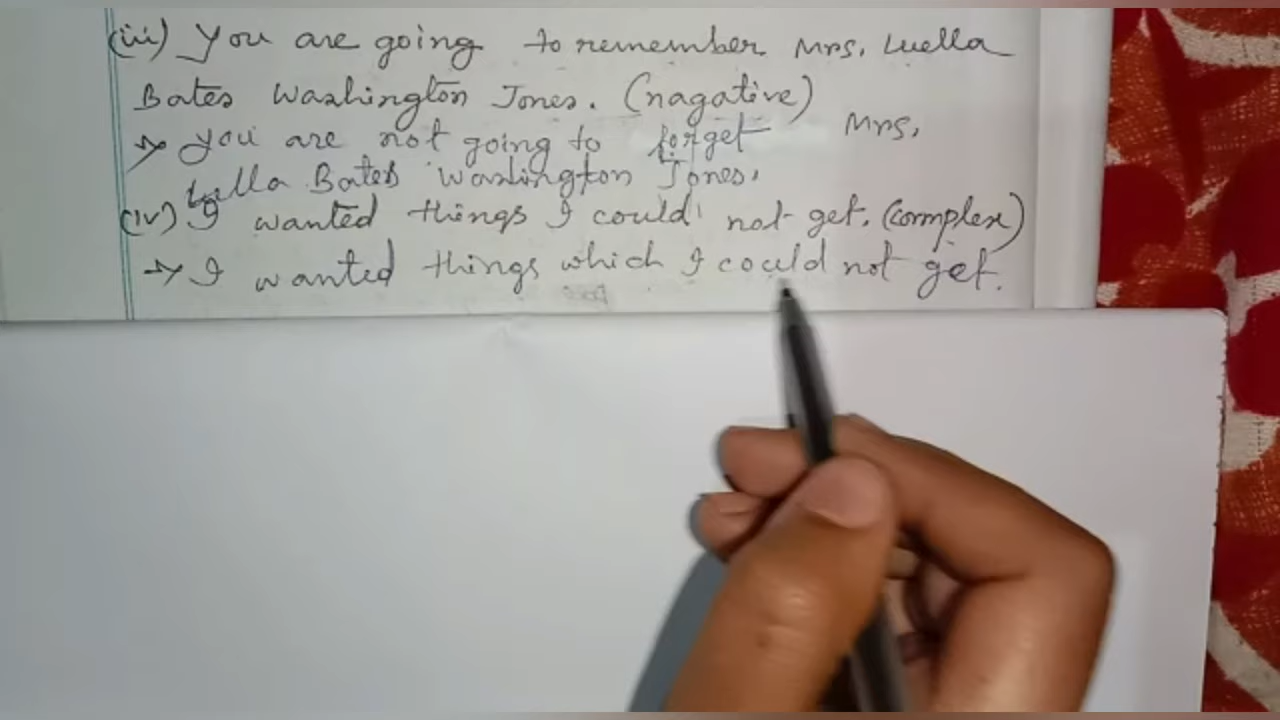 (iii) You are going to remember Mrs. Luella
Bates Washington Jones. (nagative)
→ you are not going to forget Mrs.
Luella Bates Washington Jones.
(iv) I wanted things I could not get. (complex)
→ I wanted things which I could not get.